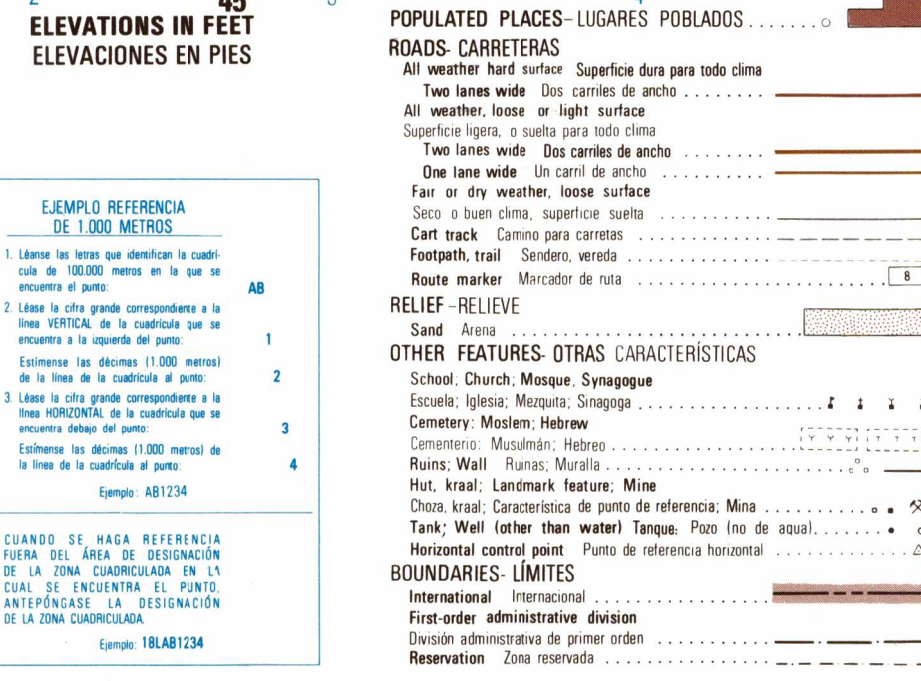 45
ELEVATIONS IN FEET
ELEVACIONES EN PIES
EJEMPLO REFERENCIA
DE 1.000 METROS
1. Léanse las letras que identifican la cuadrí-
cula de 100.000 metros en la que se
encuentra el punto: AB
2. Léase la cifra grande correspondiente a la
línea VERTICAL de la cuadrícula que se
encuentra a la izquierda del punto: 1
Estímense las décimas (1.000 metros)
de la línea de la cuadrícula al punto: 2
3. Léase la cifra grande correspondiente a la
línea HORIZONTAL de la cuadrícula que se
encuentra debajo del punto: 3
Estímense las décimas (1.000 metros) de
la línea de la cuadrícula al punto: 4
Ejemplo: AB1234
CUANDO SE HAGA REFERENCIA
FUERA DEL ÁREA DE DESIGNACIÓN
DE LA ZONA CUADRICULADA EN LA
CUAL SE ENCUENTRA EL PUNTO,
ANTEPÓNGASE LA DESIGNACIÓN
DE LA ZONA CUADRICULADA.
Ejemplo: 18LAB1234
POPULATED PLACES-LUGARES POBLADOS
ROADS- CARRETERAS
All weather hard surface Superficie dura para todo clima
Two lanes wide Dos carriles de ancho
All weather, loose or light surface
Superficie ligera, o suelta para todo clima
Two lanes wide Dos carriles de ancho
One lane wide Un carril de ancho
Fair or dry weather, loose surface
Seco o buen clima, superficie suelta
Cart track Camino para carretas
Footpath, trail Sendero, vereda
Route marker Marcador de ruta 8
RELIEF-RELIEVE
Sand Arena
OTHER FEATURES- OTRAS CARACTERÍSTICAS
School; Church; Mosque, Synagogue
Escuela; Iglesia; Mezquita; Sinagoga
Cemetery: Moslem; Hebrew
Cementerio: Musulmán; Hebreo
Ruins; Wall Ruinas; Muralla
Hut, kraal; Landmark feature; Mine
Choza, kraal; Característica de punto de referencia; Mina
Tank; Well (other than water) Tanque: Pozo (no de aqua)
Horizontal control point Punto de referencia horizontal
BOUNDARIES- LÍMITES
International Internacional
First-order administrative division
División administrativa de primer orden
Reservation Zona reservada